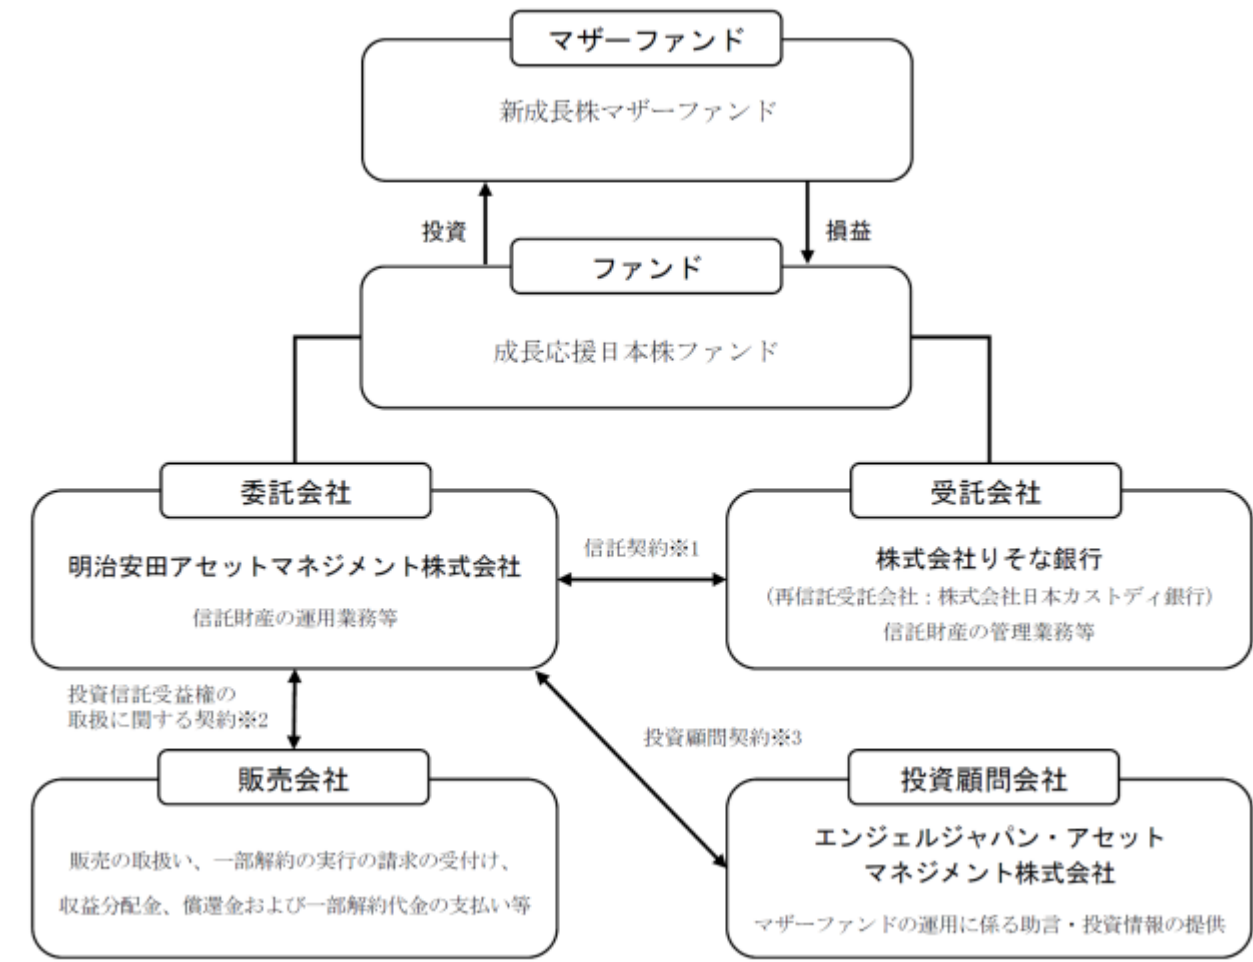 マザーファンド
新成長株マザーファンド
投資
損益
ファンド
成長応援日本株ファンド
委託会社
明治安田アセットマネジメント株式会社
信託財産の運用業務等
信託契約※1
受託会社
株式会社りそな銀行
（再信託受託会社：株式会社日本カストディ銀行）
信託財産の管理業務等
投資信託受益権の
取扱に関する契約※2
投資顧問契約※3
販売会社
販売の取扱い、一部解約の実行の請求の受付け、
収益分配金、償還金および一部解約代金の支払い等
投資顧問会社
エンジェルジャパン・アセット
マネジメント株式会社
マザーファンドの運用に係る助言・投資情報の提供